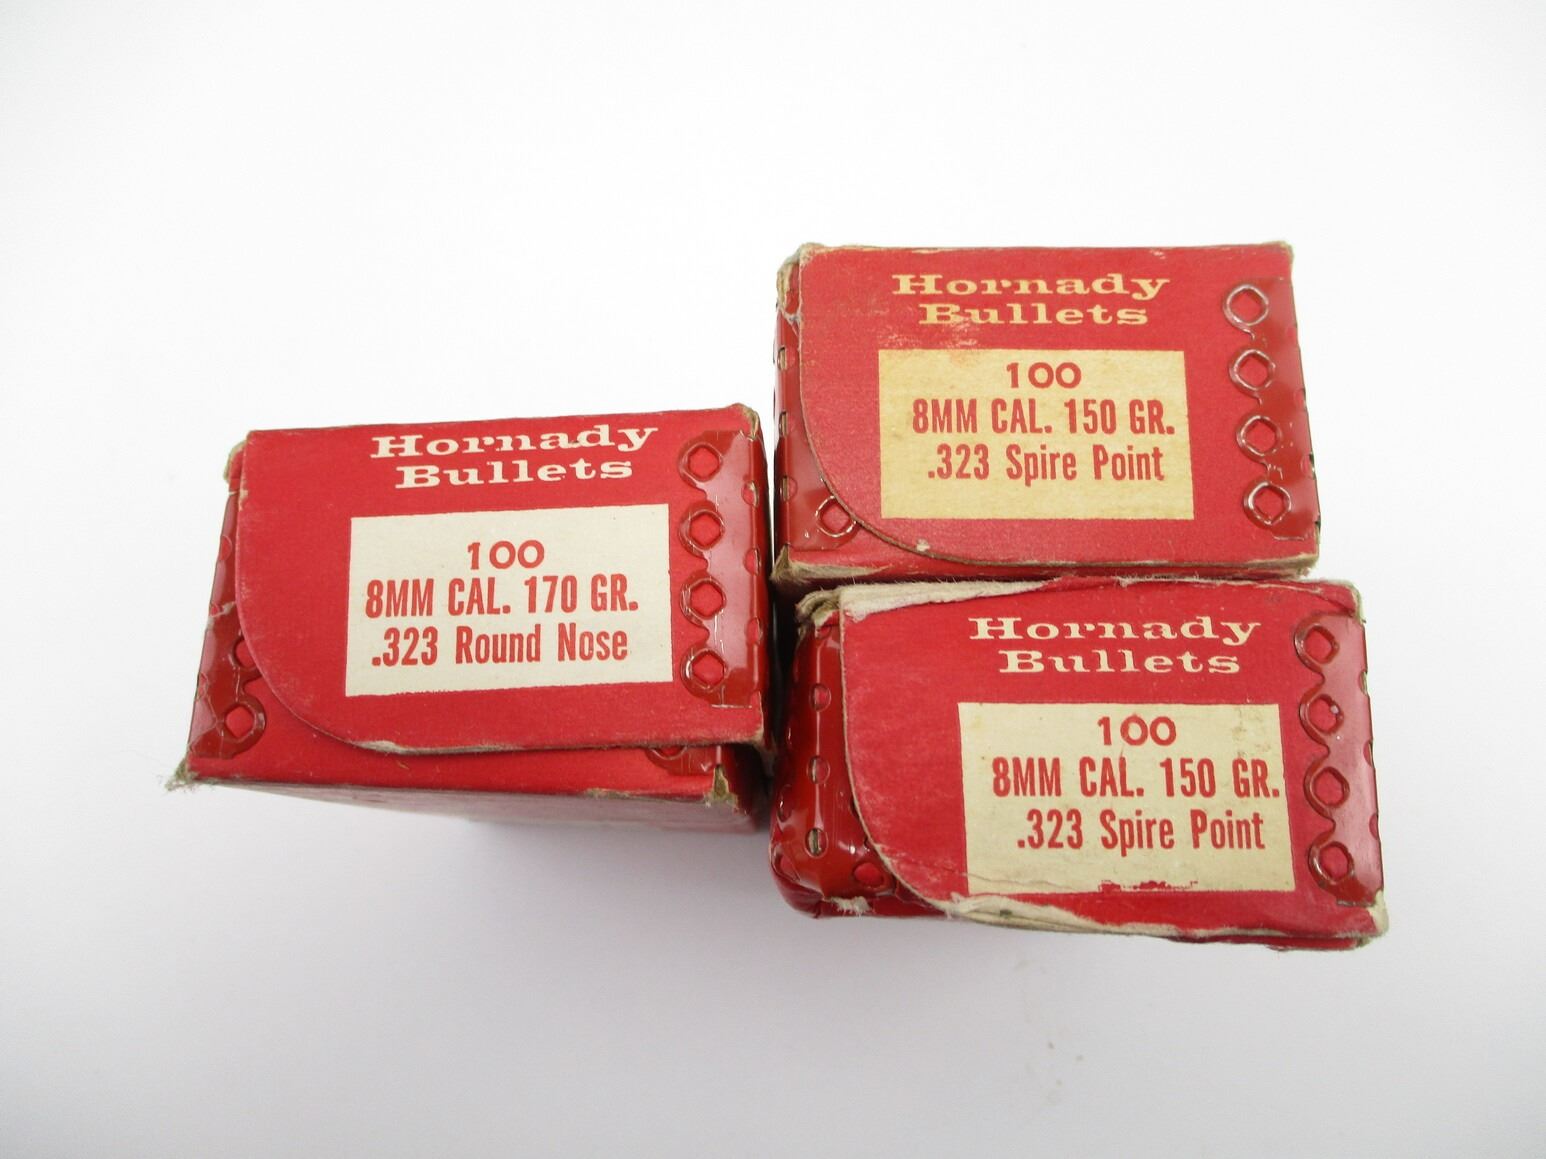 Hornady
Bullets
100
8MM CAL. 170 GR.
.323 Round Nose
Hornady
Bullets
100
8MM CAL. 150 GR.
.323 Spire Point
Hornady
Bullets
100
8MM CAL. 150 GR.
.323 Spire Point